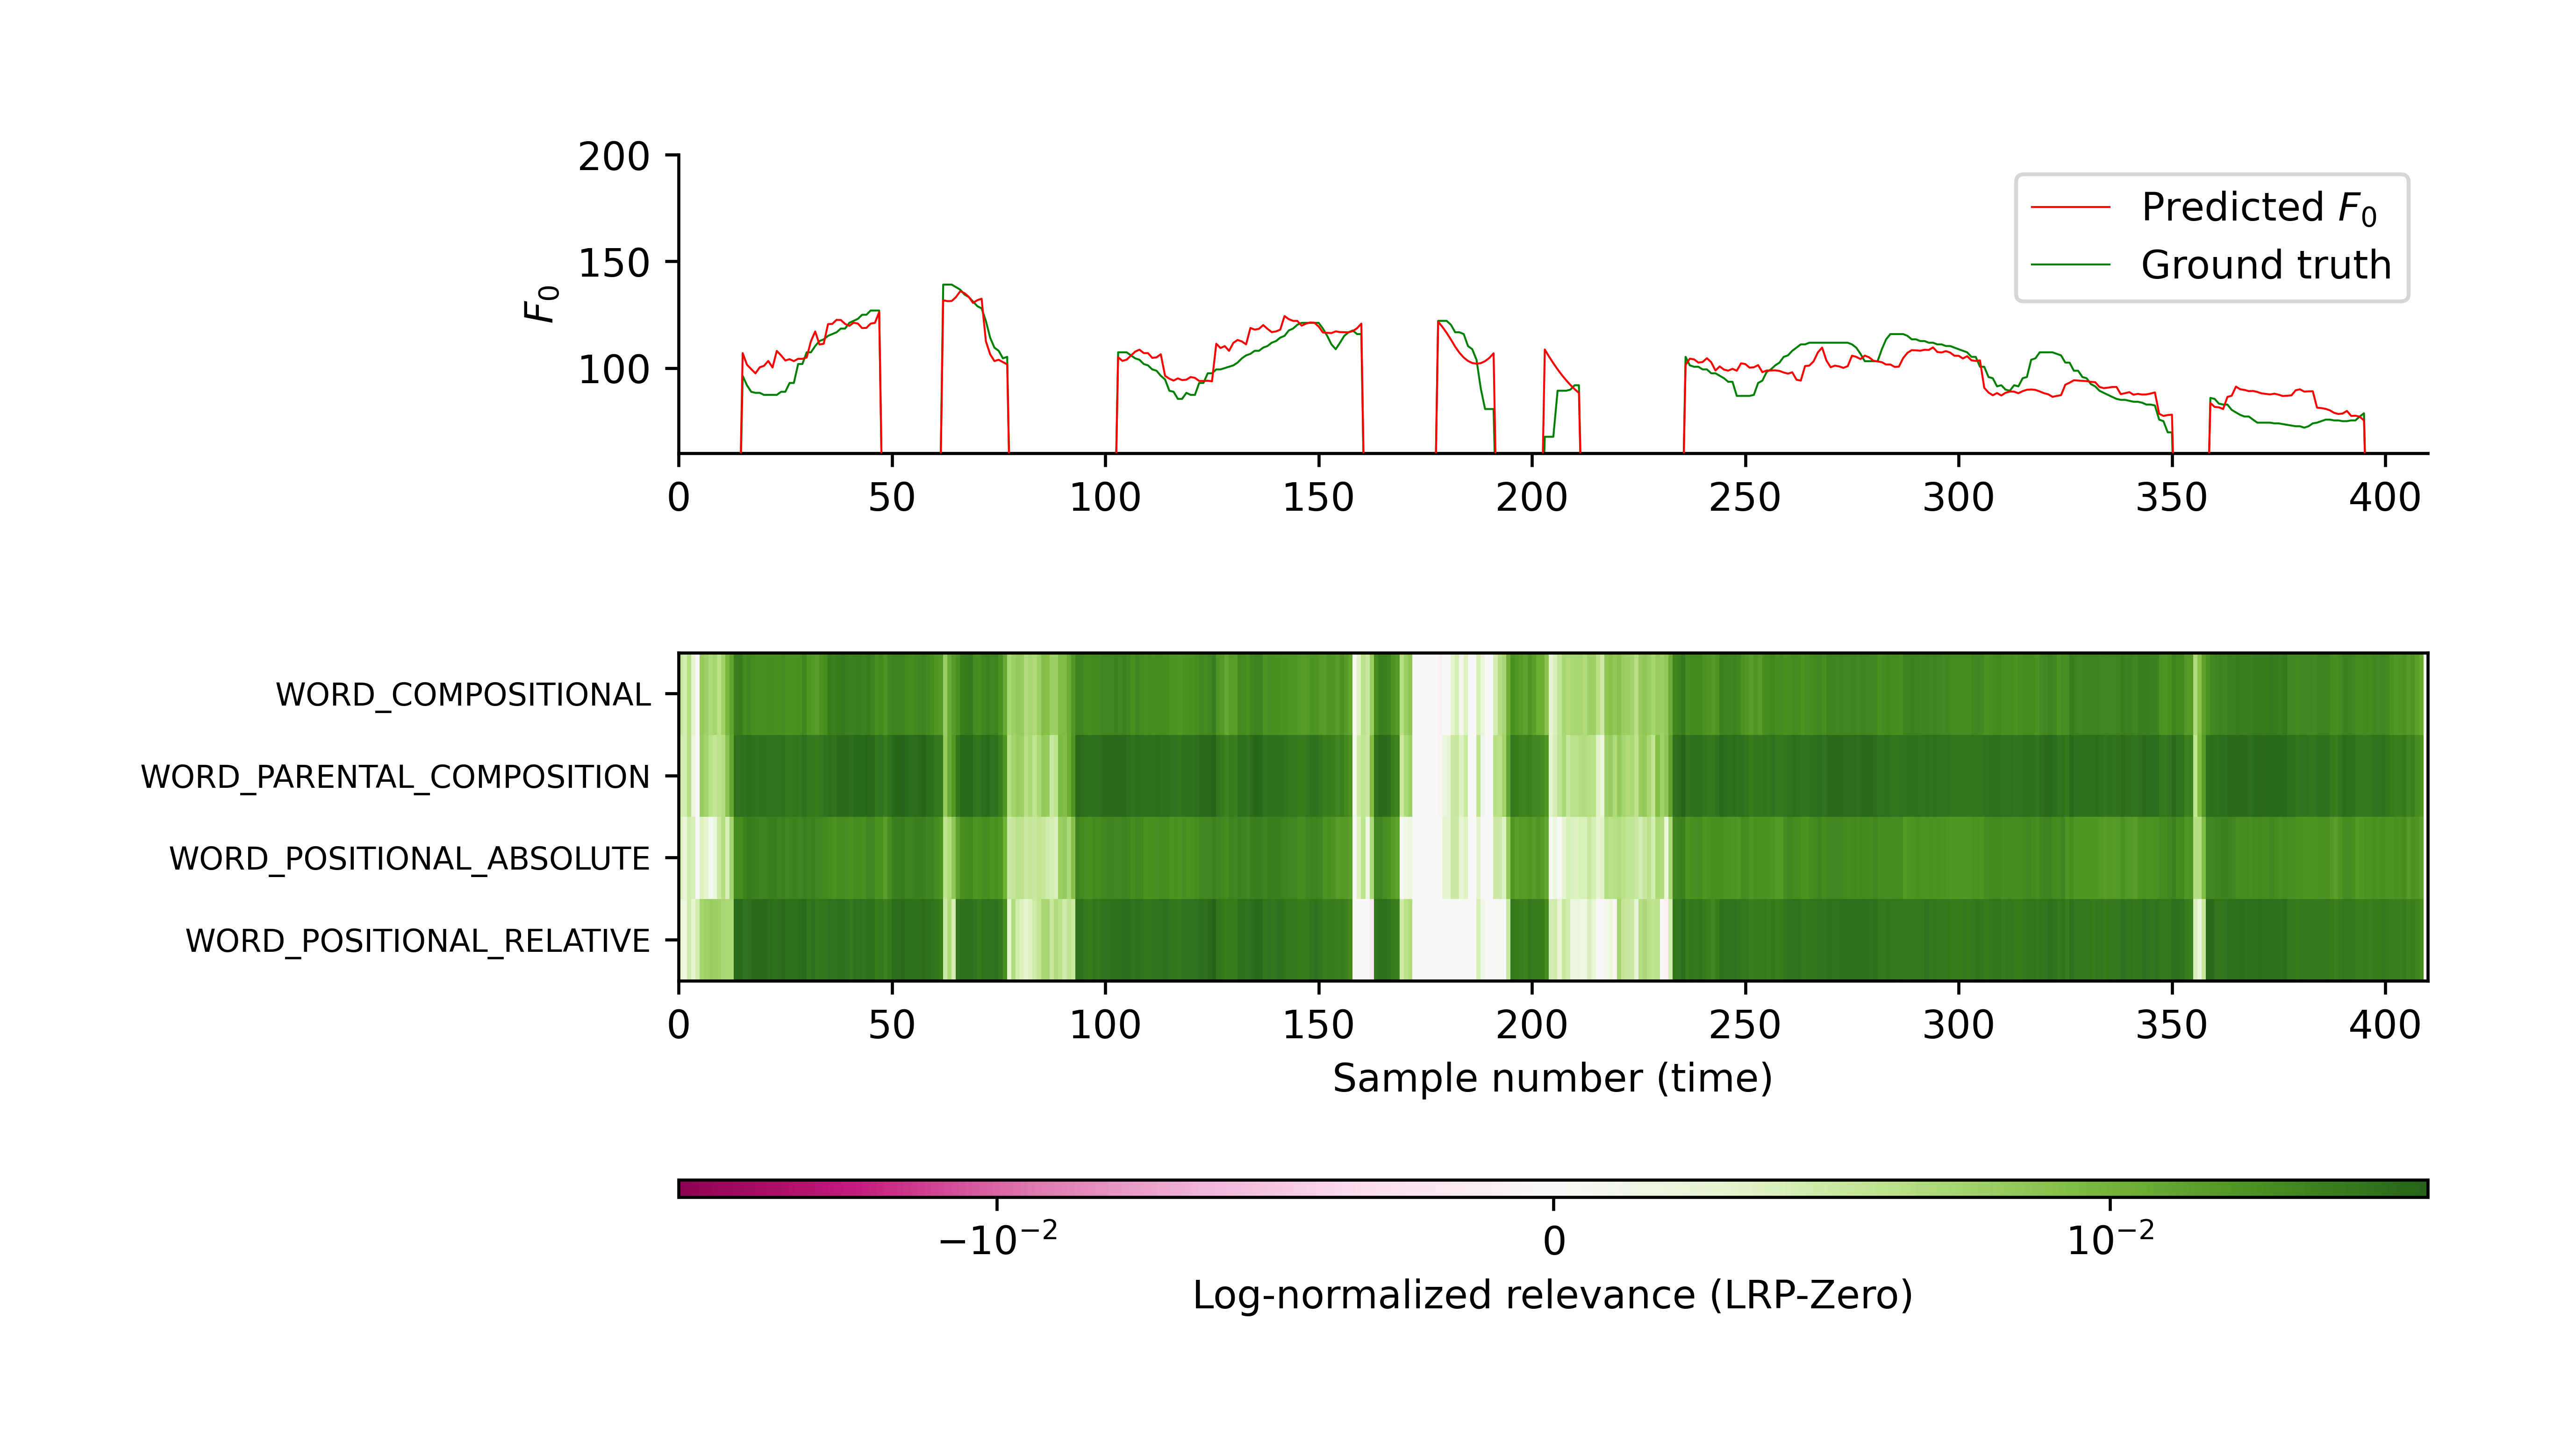 200
150
100
F₀
Predicted F₀
Ground truth
0 50 100 150 200 250 300 350 400
WORD_COMPOSITIONAL
WORD_PARENTAL_COMPOSITION
WORD_POSITIONAL_ABSOLUTE
WORD_POSITIONAL_RELATIVE
0 50 100 150 200 250 300 350 400
Sample number (time)
−10⁻² 0 10⁻²
Log-normalized relevance (LRP-Zero)